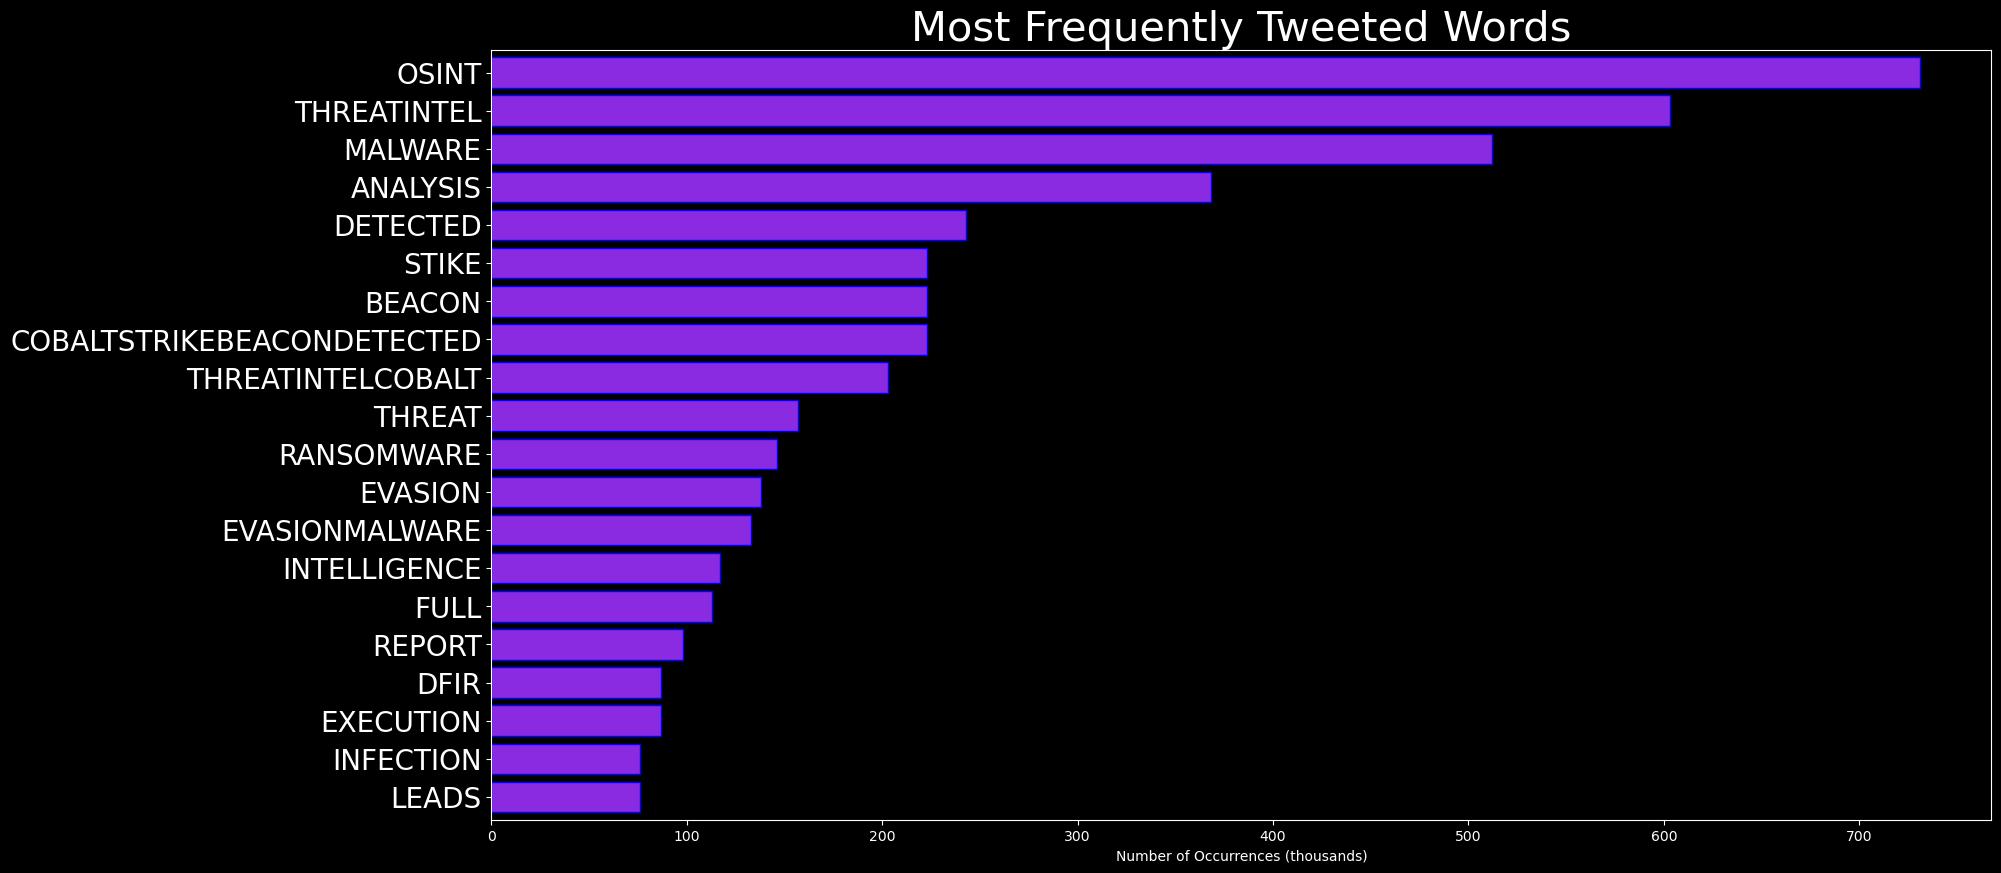 Most Frequently Tweeted Words
OSINT
THREATINTEL
MALWARE
ANALYSIS
DETECTED
STIKE
BEACON
COBALTSTRIKEBEACONDETECTED
THREATINTELCOBALT
THREAT
RANSOMWARE
EVASION
EVASIONMALWARE
INTELLIGENCE
FULL
REPORT
DFIR
EXECUTION
INFECTION
LEADS
0 100 200 300 400 500 600 700
Number of Occurrences (thousands)